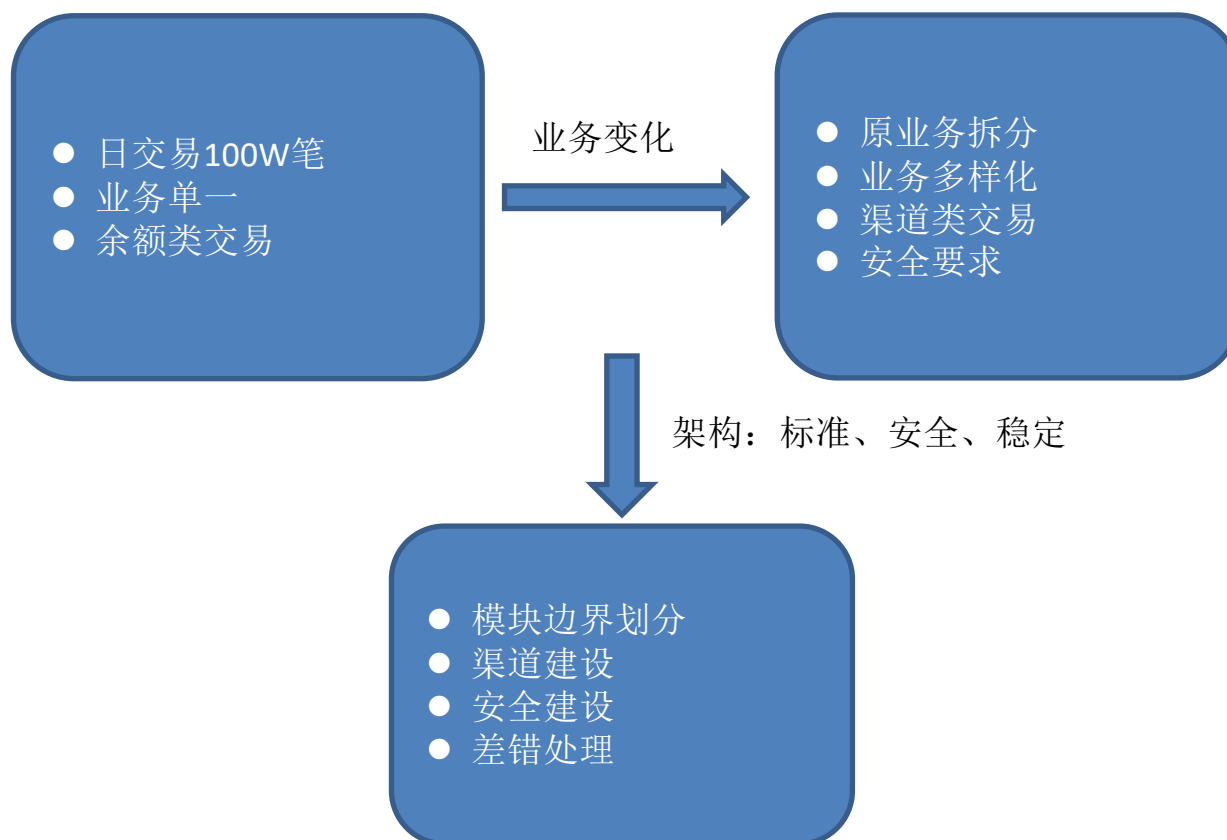 ● 日交易100W笔
● 业务单一
● 余额类交易
业务变化
● 原业务拆分
● 业务多样化
● 渠道类交易
● 安全要求
架构：标准、安全、稳定
● 模块边界划分
● 渠道建设
● 安全建设
● 差错处理